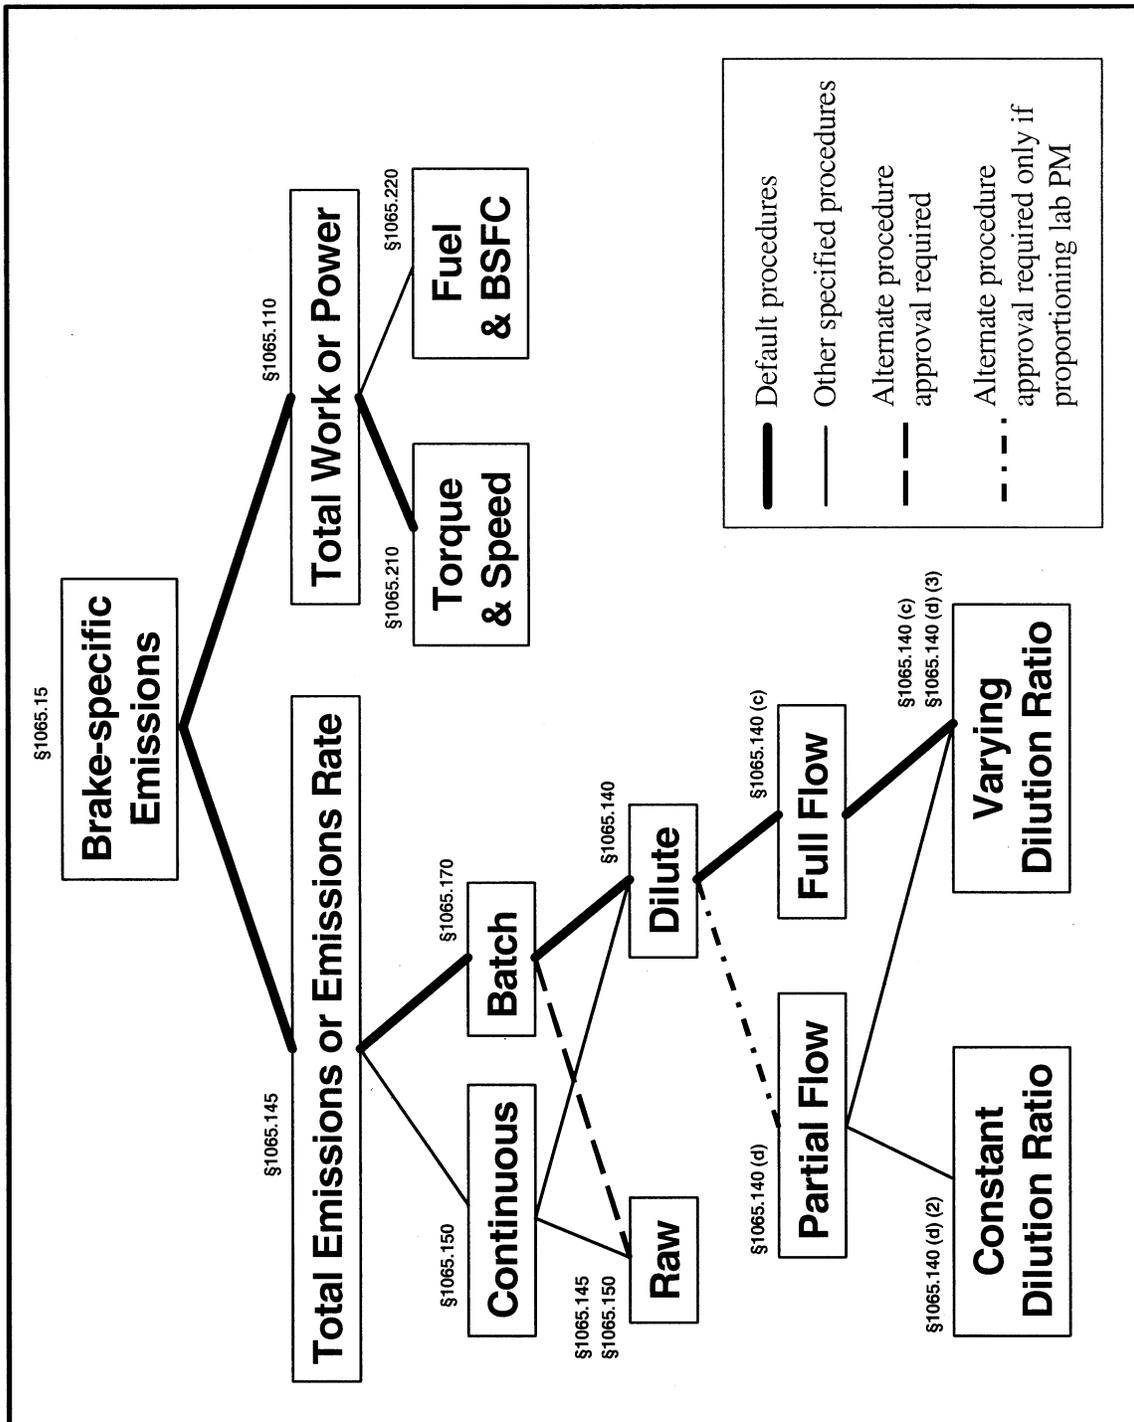 §1065.15
Brake-specific
Emissions
§1065.145
Total Emissions or Emissions Rate
§1065.110
Total Work or Power
§1065.150
Continuous
§1065.170
Batch
§1065.210
Torque
& Speed
§1065.220
Fuel
& BSFC
§1065.145
§1065.150
Raw
§1065.140
Dilute
§1065.140 (d)
Partial Flow
§1065.140 (c)
Full Flow
§1065.140 (d) (2)
Constant
Dilution Ratio
§1065.140 (c)
§1065.140 (d) (3)
Varying
Dilution Ratio
Default procedures
Other specified procedures
Alternate procedure
approval required
Alternate procedure
approval required only if
proportioning lab PM